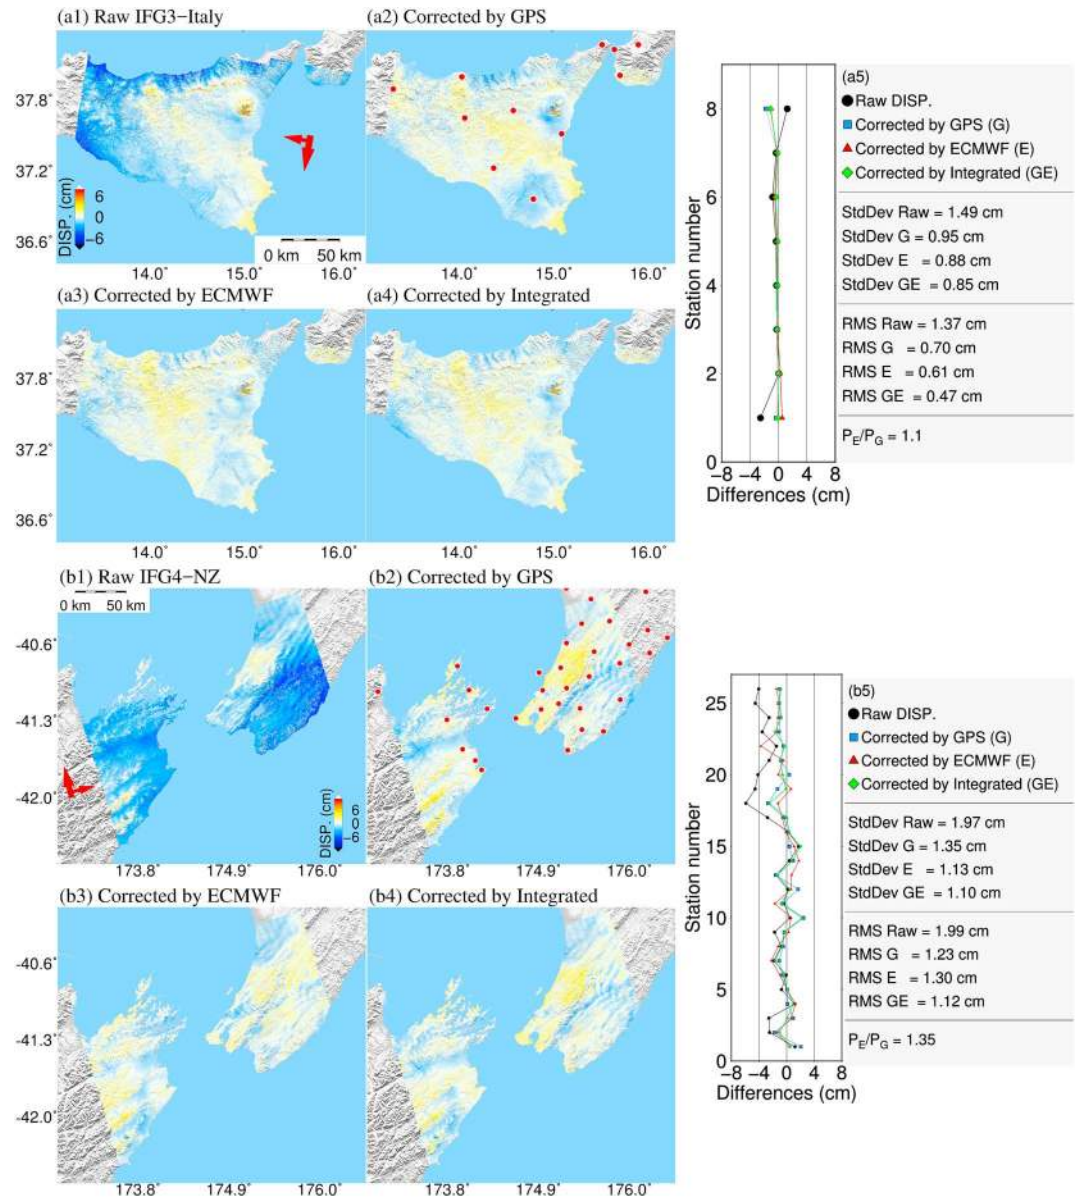 (a1) Raw IFG3−Italy
(a2) Corrected by GPS
37.8°
37.2°
36.6°
DISP. (cm)
6
0
−6
0 km 50 km
14.0° 15.0° 16.0°
14.0° 15.0° 16.0°
(a3) Corrected by ECMWF
(a4) Corrected by Integrated
37.8°
37.2°
36.6°
14.0° 15.0° 16.0°
14.0° 15.0° 16.0°
Station number
8
6
4
2
0
−8 −4 0 4 8
Differences (cm)
(a5)
Raw DISP.
Corrected by GPS (G)
Corrected by ECMWF (E)
Corrected by Integrated (GE)
StdDev Raw = 1.49 cm
StdDev G = 0.95 cm
StdDev E = 0.88 cm
StdDev GE = 0.85 cm
RMS Raw = 1.37 cm
RMS G = 0.70 cm
RMS E = 0.61 cm
RMS GE = 0.47 cm
P_E/P_G = 1.1
(b1) Raw IFG4−NZ
(b2) Corrected by GPS
0 km 50 km
-40.6°
-41.3°
-42.0°
DISP. (cm)
6
0
−6
173.8° 174.9° 176.0°
173.8° 174.9° 176.0°
(b3) Corrected by ECMWF
(b4) Corrected by Integrated
-40.6°
-41.3°
-42.0°
173.8° 174.9° 176.0°
173.8° 174.9° 176.0°
Station number
25
20
15
10
5
0
−8 −4 0 4 8
Differences (cm)
(b5)
Raw DISP.
Corrected by GPS (G)
Corrected by ECMWF (E)
Corrected by Integrated (GE)
StdDev Raw = 1.97 cm
StdDev G = 1.35 cm
StdDev E = 1.13 cm
StdDev GE = 1.10 cm
RMS Raw = 1.99 cm
RMS G = 1.23 cm
RMS E = 1.30 cm
RMS GE = 1.12 cm
P_E/P_G = 1.35